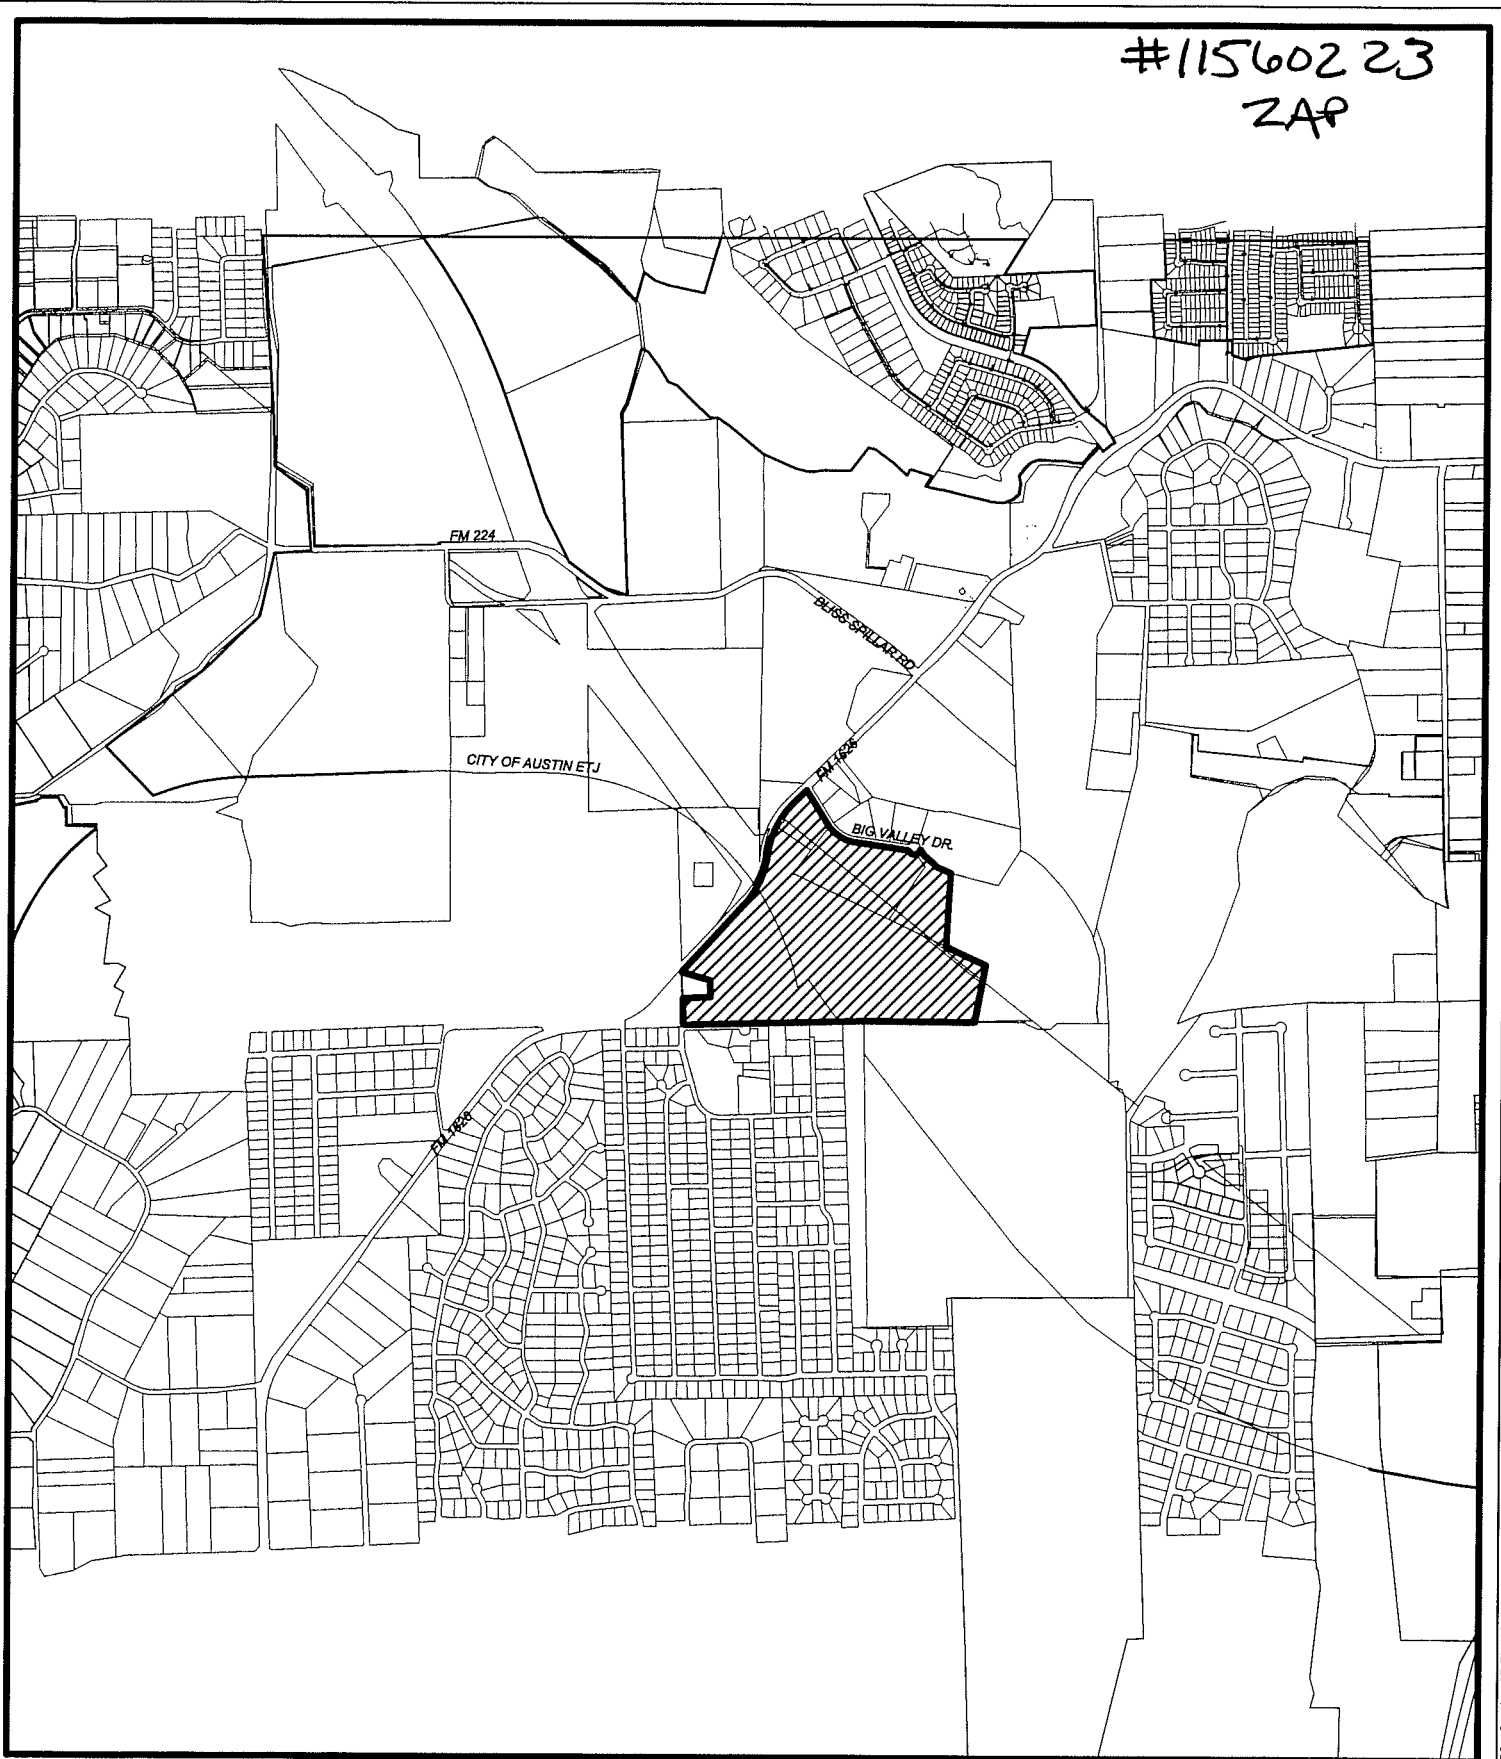 #11560223
ZAP
FM 224
BLISS SPILLAR RD
CITY OF AUSTIN ETJ
FM 1626
BIG VALLEY DR.
FM 1626